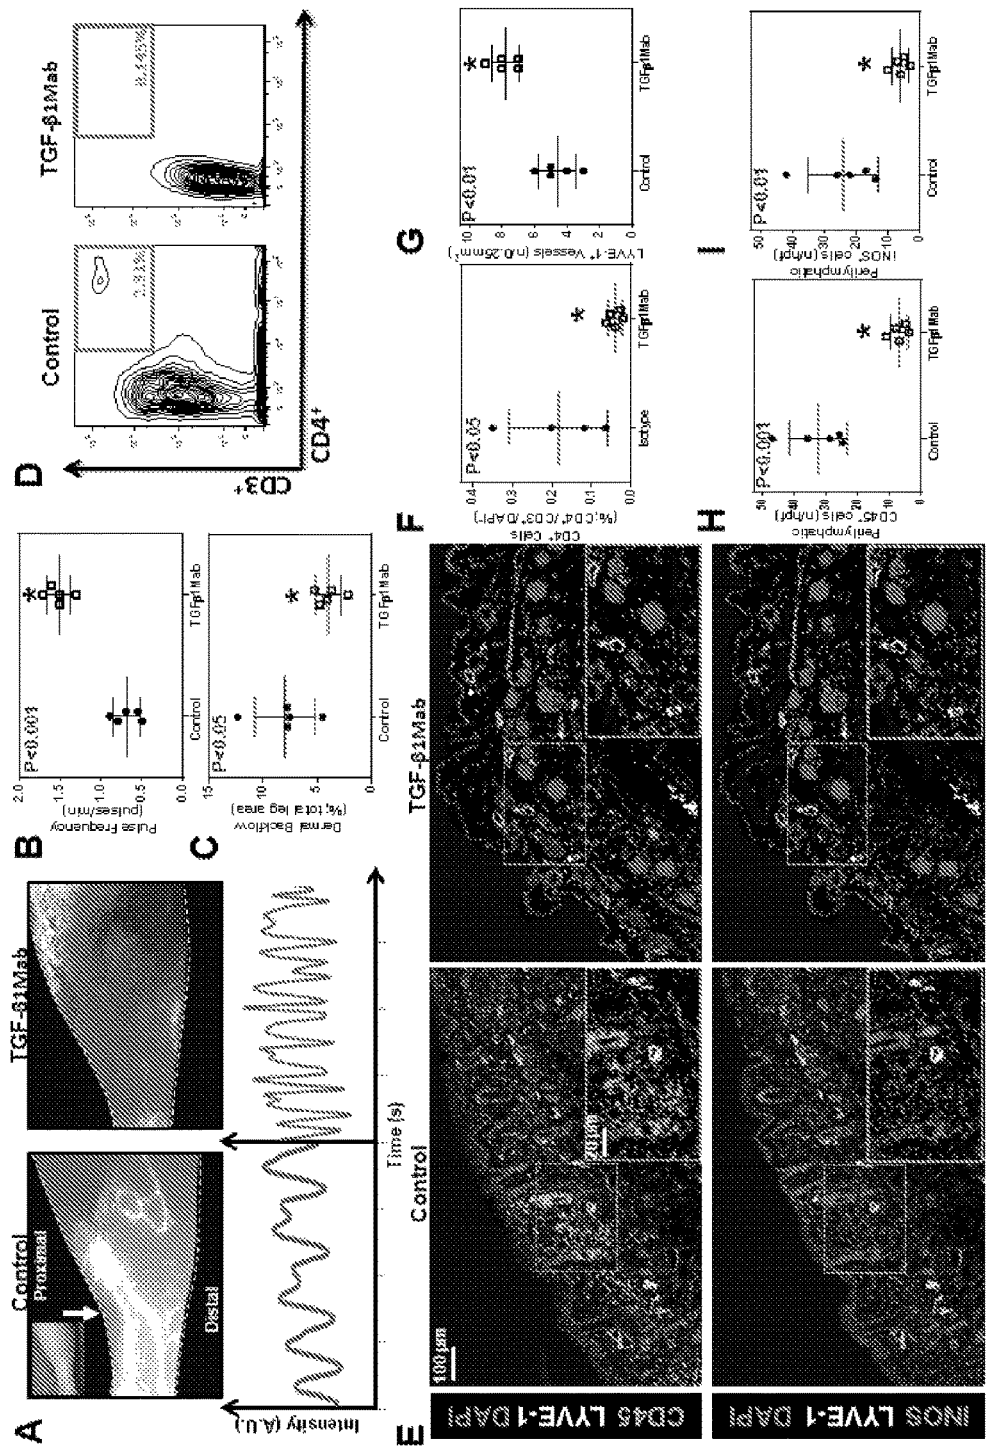 A
Control
TGF-β1Mab
Proximal
Distal
Intensity (A.U.)
Time (s)
B
P<0.001
*
2.0
1.5
1.0
0.5
0.0
Pulse Frequency
(pulses/min)
Control
TGFβ1Mab
C
P<0.05
*
15
10
5
0
Dermal Backflow
(%; total leg area)
Control
TGFβ1Mab
D
Control
TGF-β1Mab
CD3⁺
CD4⁺
E
Control
TGF-β1Mab
100 µm
20 µm
CD45 LYVE-1 DAPI
INOS LYVE-1 DAPI
F
P<0.05
*
0.4
0.3
0.2
0.1
0.0
CD4⁺ Cells
(%; CD4⁺/CD3⁺/DAPI⁻)
Isotype
TGFβ1Mab
G
P<0.01
*
10
8
6
4
2
0
LYVE-1⁺ Vessels (n/0.25mm²)
Control
TGFβ1Mab
H
P<0.001
*
50
40
30
20
10
0
Perilymphatic
CD45⁺ cells (n/hpf)
Control
TGFβ1Mab
I
P<0.01
*
50
40
30
20
10
0
Perilymphatic
iNOS⁺ cells (n/hpf)
Control
TGFβ1Mab